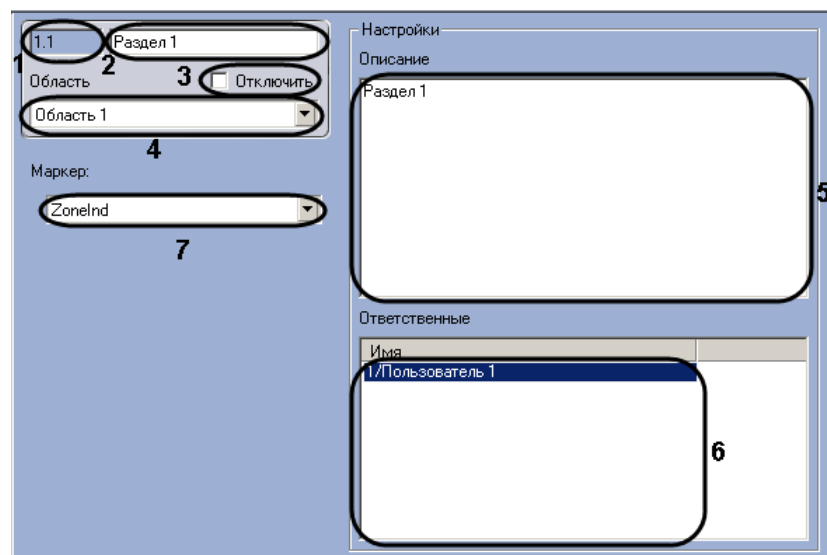 1.1
Раздел 1
1
2
Область
3
Отключить
Область 1
4
Маркер:
ZoneInd
7
Настройки
Описание
Раздел 1
5
Ответственные
Имя
1/Пользователь 1
6